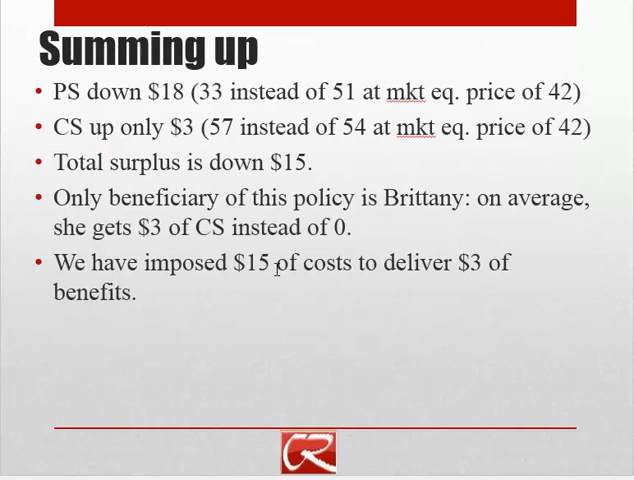 Summing up
• PS down $18 (33 instead of 51 at mkt eq. price of 42)
• CS up only $3 (57 instead of 54 at mkt eq. price of 42)
• Total surplus is down $15.
• Only beneficiary of this policy is Brittany: on average,
she gets $3 of CS instead of 0.
• We have imposed $15 of costs to deliver $3 of
benefits.
CR